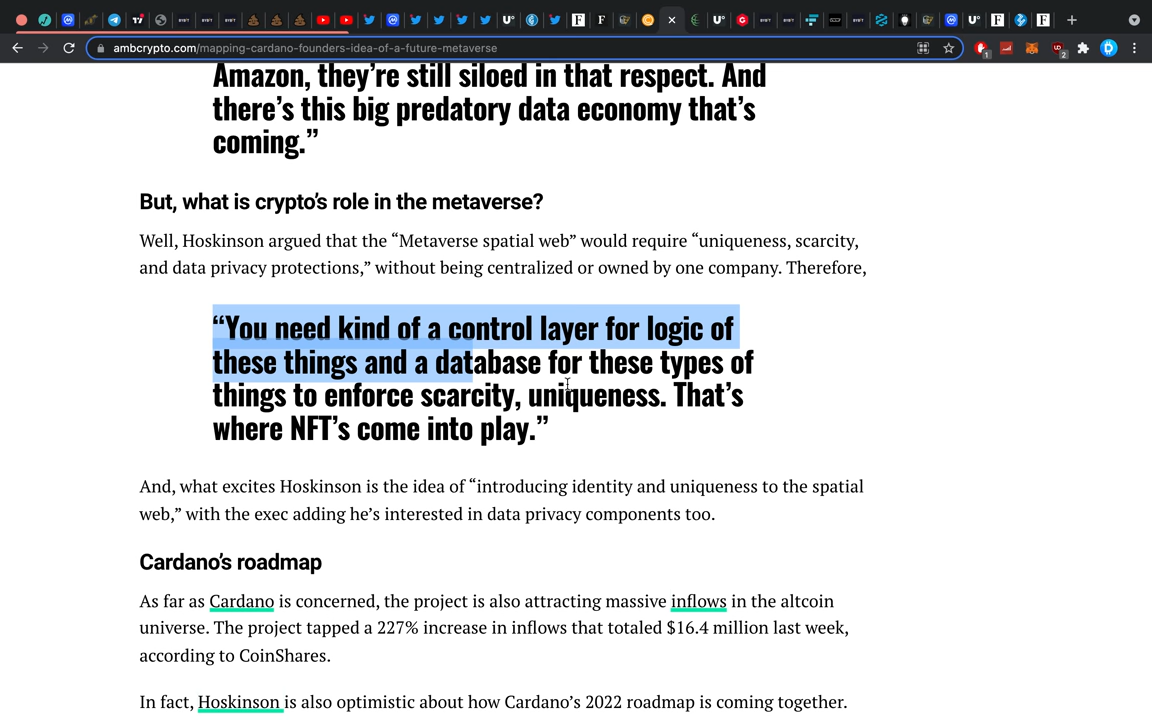 ambcrypto.com/mapping-cardano-founders-idea-of-a-future-metaverse
Amazon, they’re still siloed in that respect. And
there’s this big predatory data economy that’s
coming.”
But, what is crypto’s role in the metaverse?
Well, Hoskinson argued that the “Metaverse spatial web” would require “uniqueness, scarcity,
and data privacy protections,” without being centralized or owned by one company. Therefore,
“You need kind of a control layer for logic of
these things and a database for these types of
things to enforce scarcity, uniqueness. That’s
where NFT’s come into play.”
And, what excites Hoskinson is the idea of “introducing identity and uniqueness to the spatial
web,” with the exec adding he’s interested in data privacy components too.
Cardano’s roadmap
As far as Cardano is concerned, the project is also attracting massive inflows in the altcoin
universe. The project tapped a 227% increase in inflows that totaled $16.4 million last week,
according to CoinShares.
In fact, Hoskinson is also optimistic about how Cardano’s 2022 roadmap is coming together.